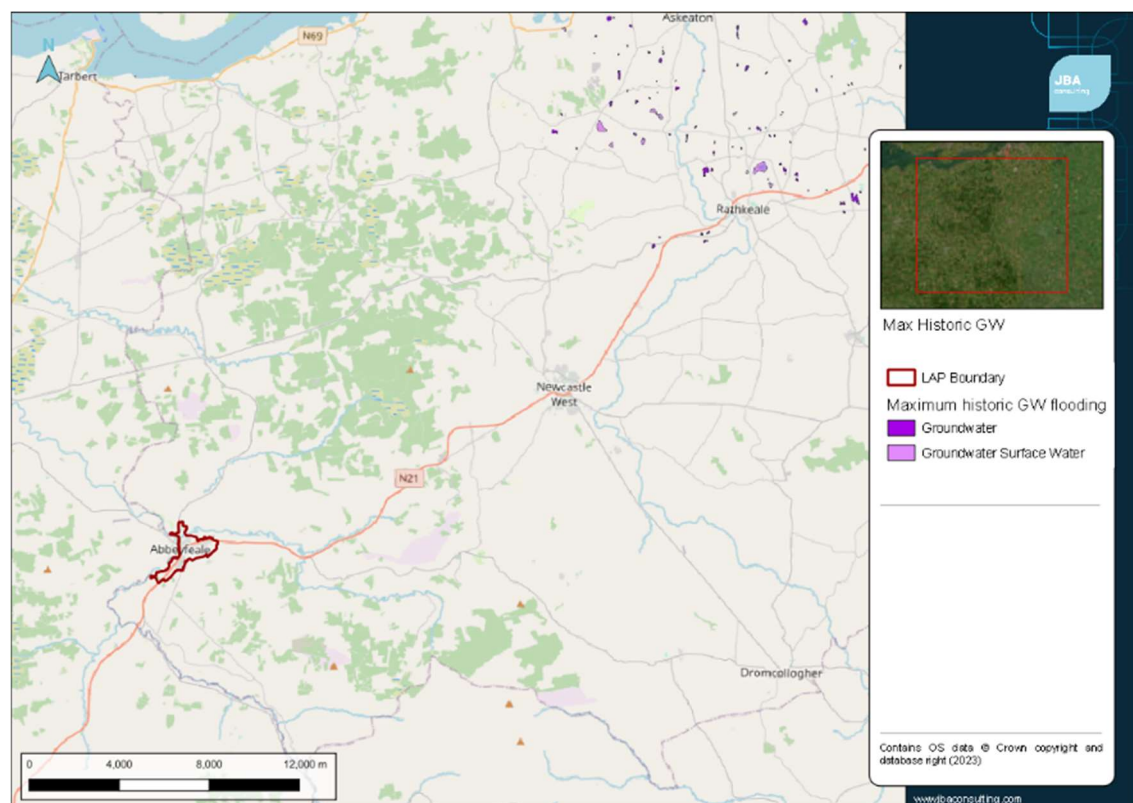 Askeaton
N69
N
Tarbert
JBA
consulting
Rathkeale
Max Historic GW
LAP Boundary
Newcastle
West
Maximum historic GW flooding
Groundwater
Groundwater Surface Water
N21
Abbeyfeale
Dromcollogher
0 4,000 8,000 12,000 m
Contains OS data © Crown copyright and
database right (2023)
www.jbaconsulting.com